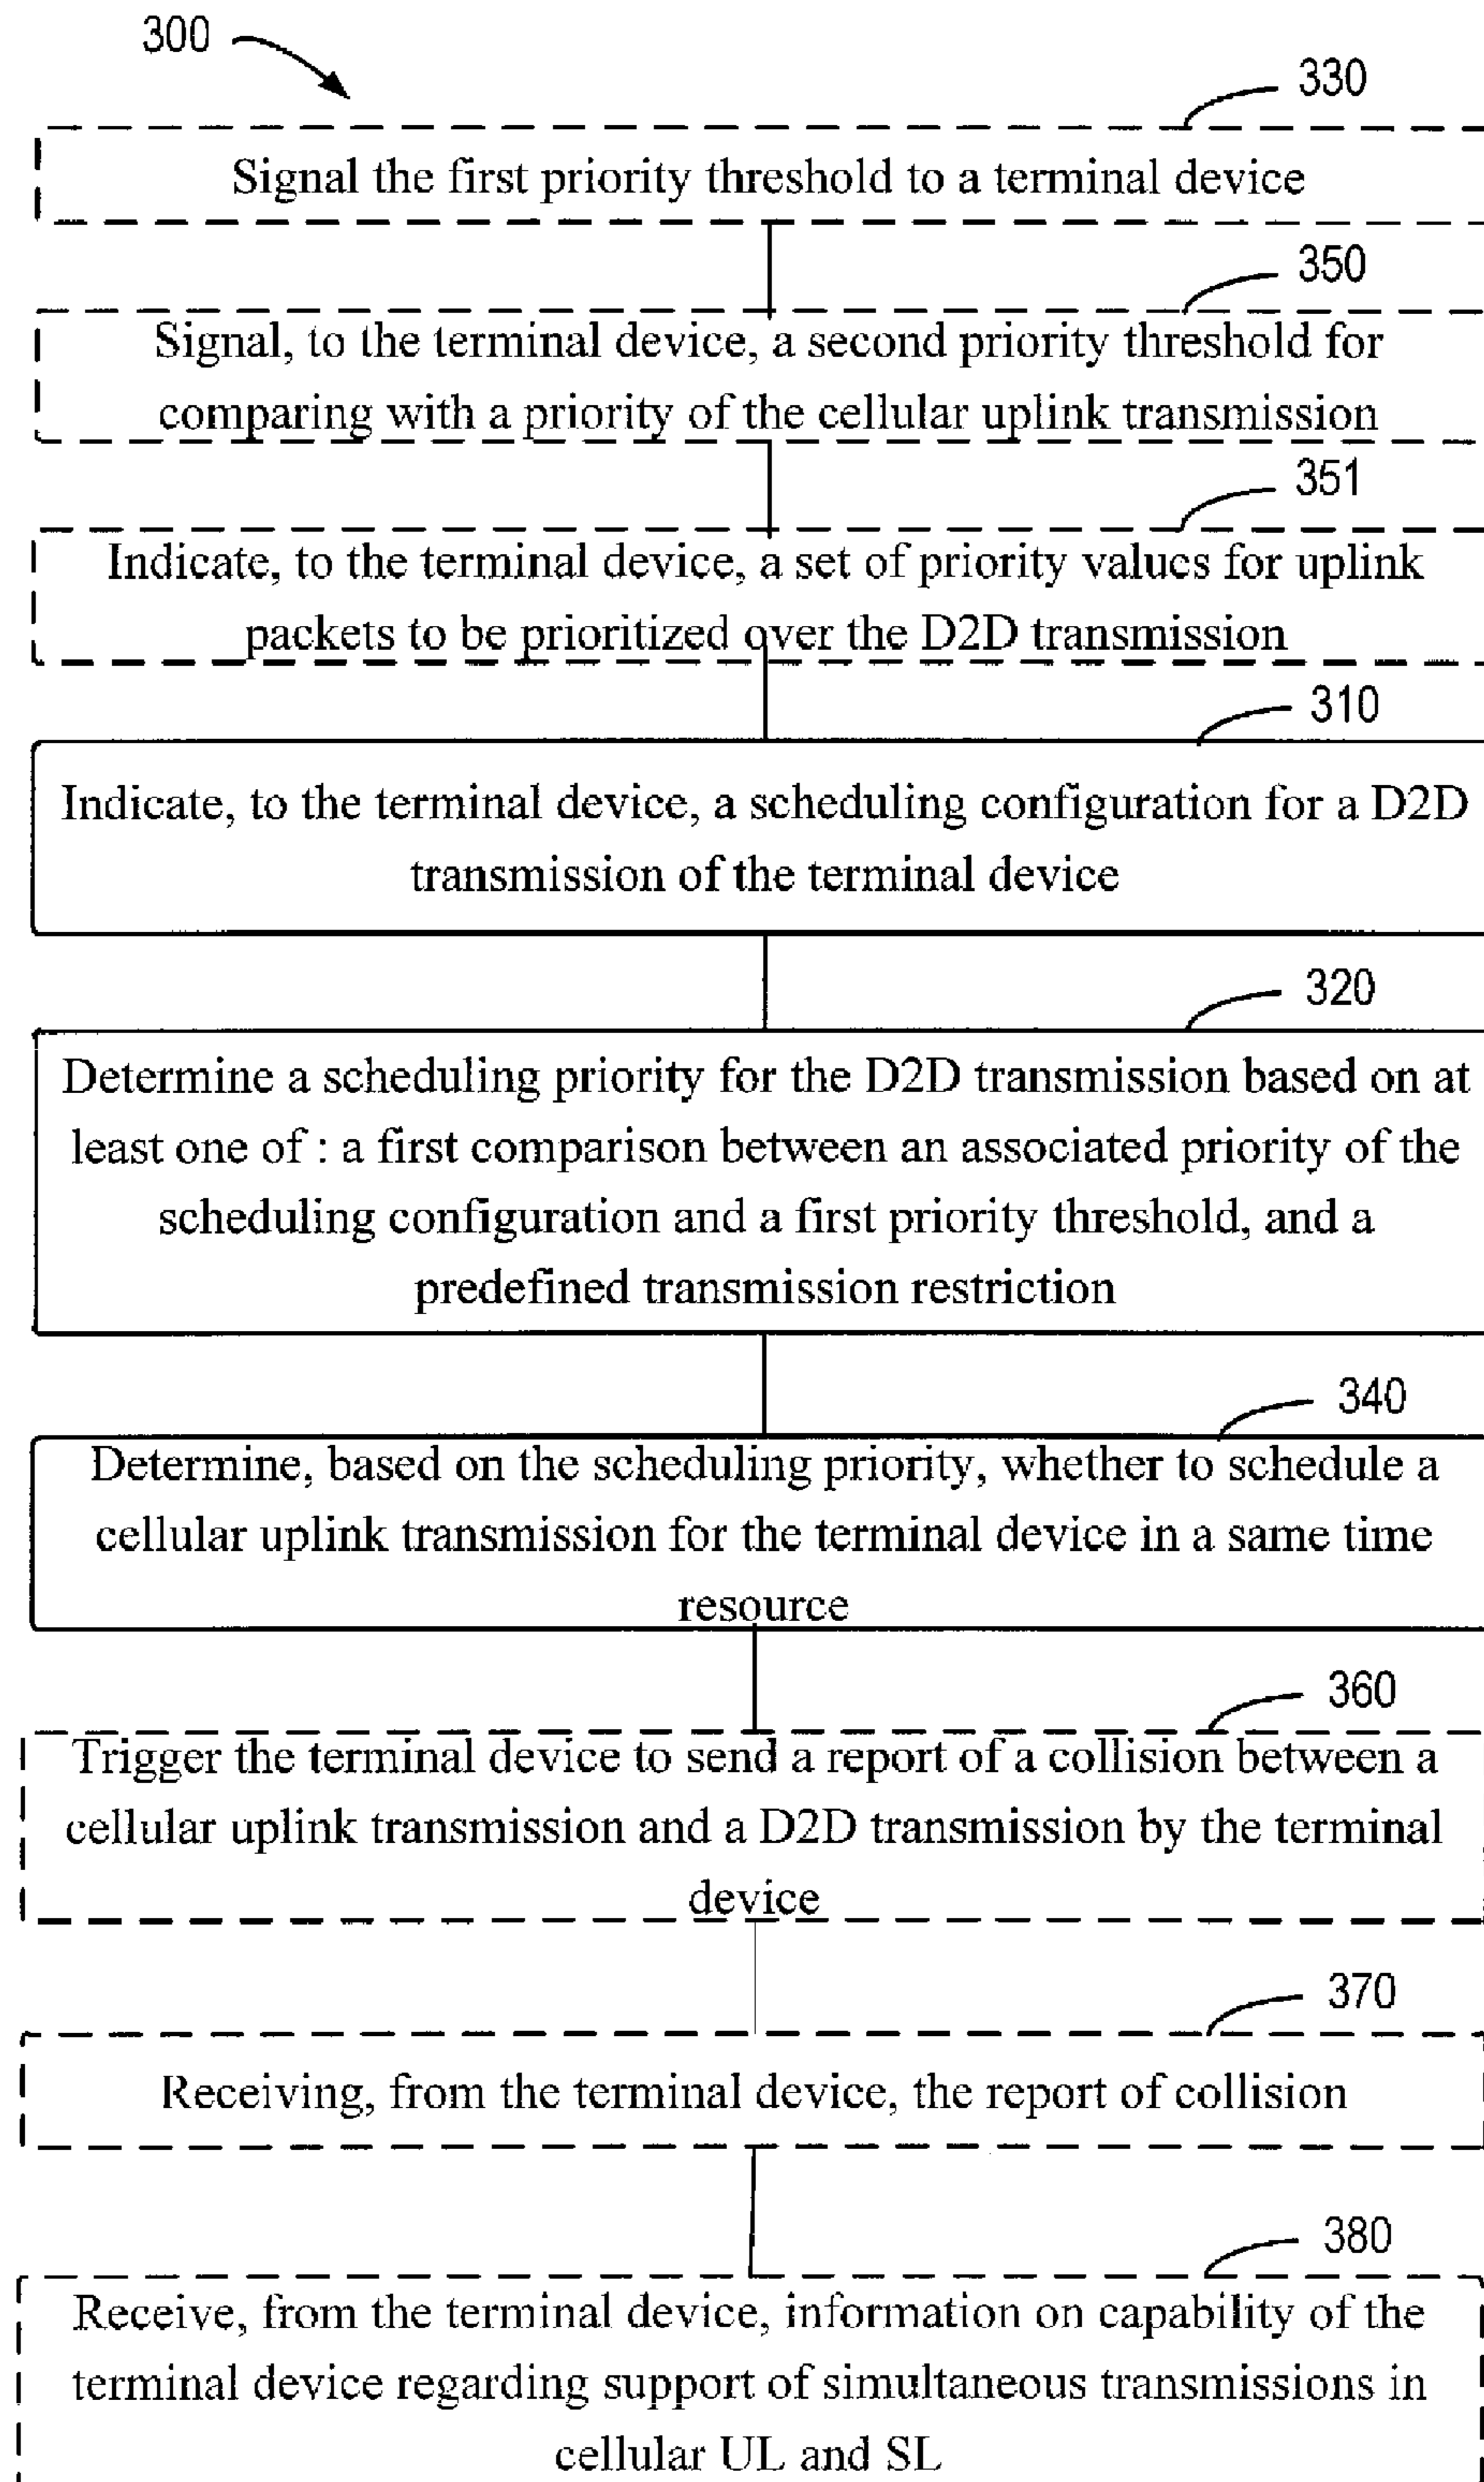 300
330
Signal the first priority threshold to a terminal device
350
Signal, to the terminal device, a second priority threshold for
comparing with a priority of the cellular uplink transmission
351
Indicate, to the terminal device, a set of priority values for uplink
packets to be prioritized over the D2D transmission
310
Indicate, to the terminal device, a scheduling configuration for a D2D
transmission of the terminal device
320
Determine a scheduling priority for the D2D transmission based on at
least one of : a first comparison between an associated priority of the
scheduling configuration and a first priority threshold, and a
predefined transmission restriction
340
Determine, based on the scheduling priority, whether to schedule a
cellular uplink transmission for the terminal device in a same time
resource
360
Trigger the terminal device to send a report of a collision between a
cellular uplink transmission and a D2D transmission by the terminal
device
370
Receiving, from the terminal device, the report of collision
380
Receive, from the terminal device, information on capability of the
terminal device regarding support of simultaneous transmissions in
cellular UL and SL